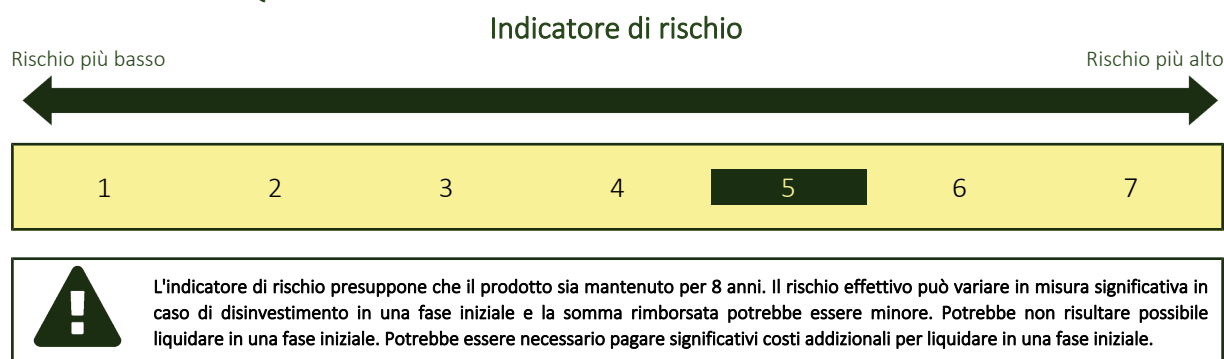 Indicatore di rischio
Rischio più basso
Rischio più alto
1 2 3 4 5 6 7
L'indicatore di rischio presuppone che il prodotto sia mantenuto per 8 anni. Il rischio effettivo può variare in misura significativa in
caso di disinvestimento in una fase iniziale e la somma rimborsata potrebbe essere minore. Potrebbe non risultare possibile
liquidare in una fase iniziale. Potrebbe essere necessario pagare significativi costi addizionali per liquidare in una fase iniziale.